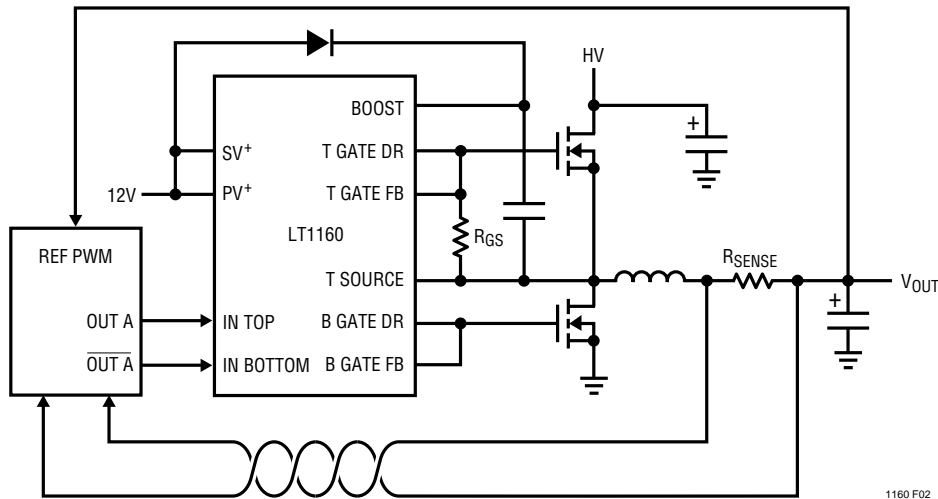 HV
BOOST
+
SV+
T GATE DR
12V
PV+
T GATE FB
REF PWM
LT1160
RGS
RSENSE
T SOURCE
VOUT
+
OUT A
IN TOP
B GATE DR
OUT A
IN BOTTOM
B GATE FB
1160 F02